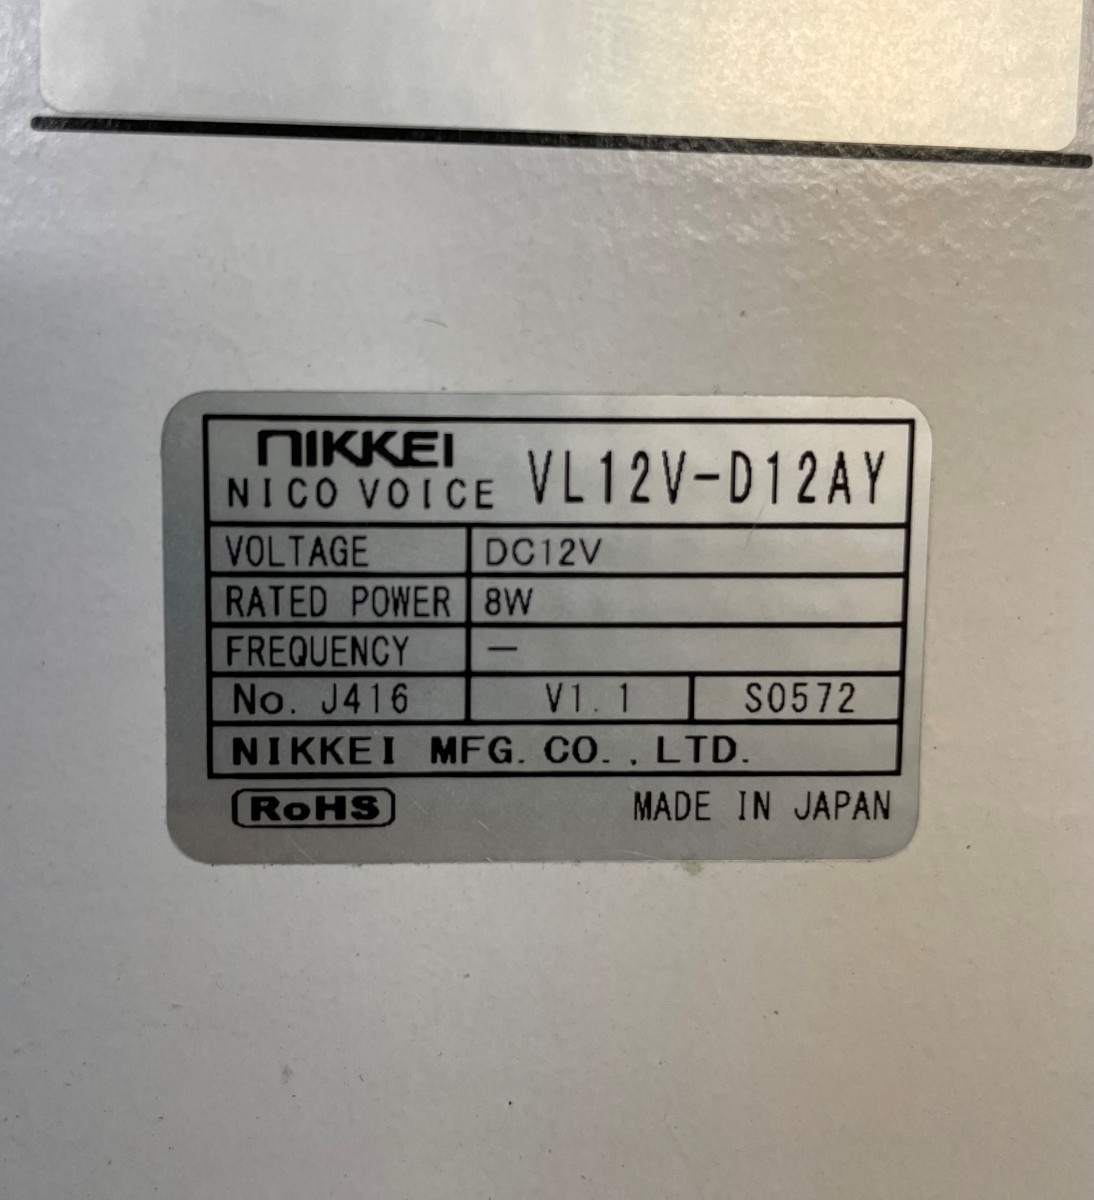 NIKKEI
NICO VOICE VL12V-D12AY
VOLTAGE DC12V
RATED POWER 8W
FREQUENCY —
No. J416 V1.1 S0572
NIKKEI MFG. CO., LTD.
RoHS MADE IN JAPAN